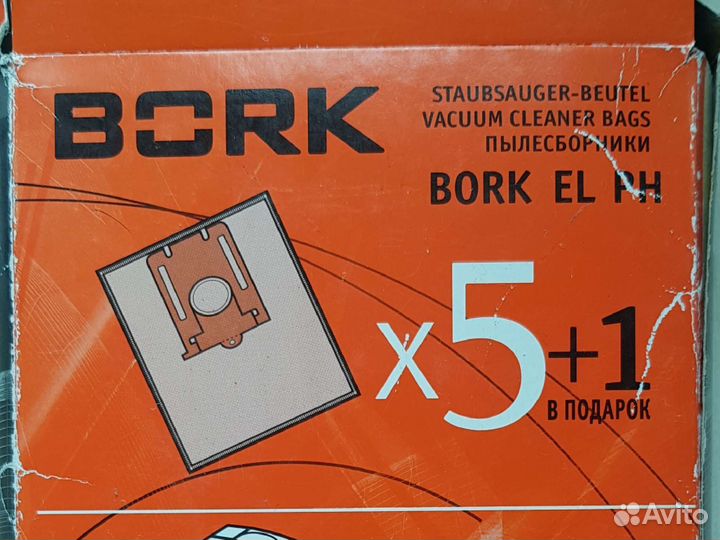 BORK
STAUBSAUGER-BEUTEL
VACUUM CLEANER BAGS
ПЫЛЕСБОРНИКИ
BORK EL PH
x5+1
В ПОДАРОК
Avito